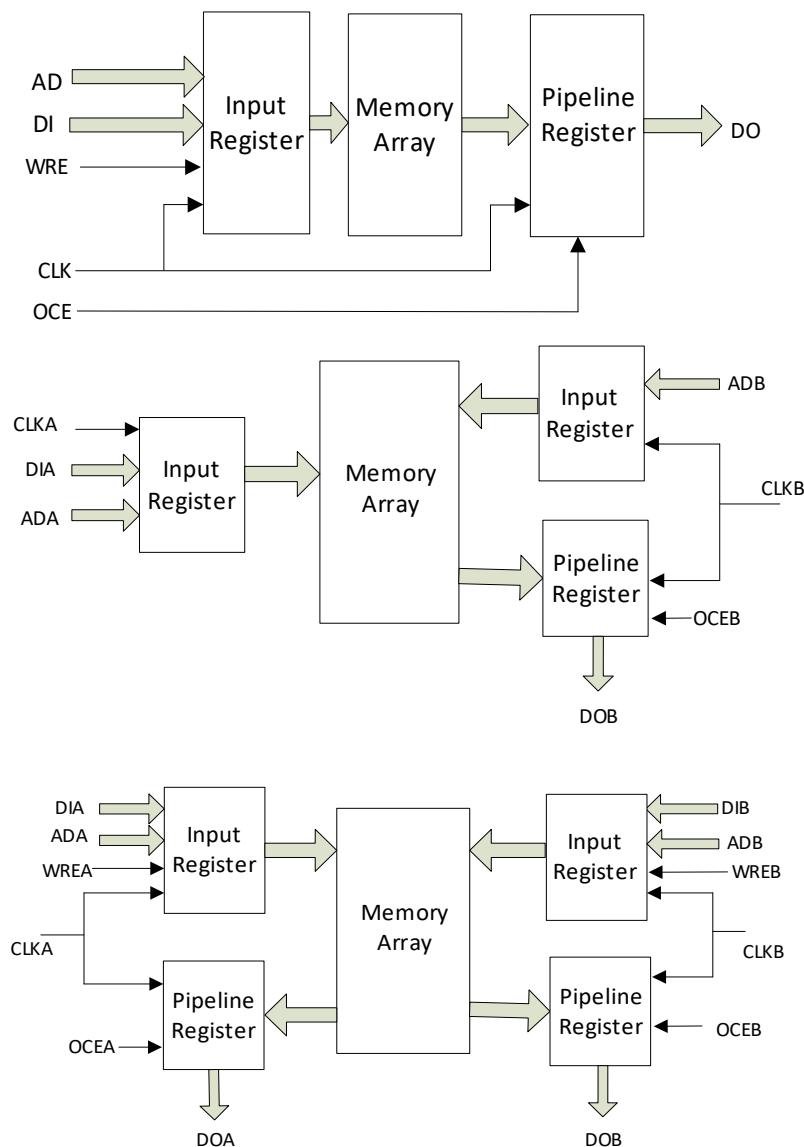 AD
DI
WRE
CLK
OCE
Input
Register
Memory
Array
Pipeline
Register
DO
CLKA
DIA
ADA
Input
Register
Memory
Array
Input
Register
ADB
CLKB
Pipeline
Register
OCEB
DOB
DIA
ADA
WREA
CLKA
OCEA
Input
Register
Pipeline
Register
DOA
Memory
Array
Input
Register
DIB
ADB
WREB
CLKB
Pipeline
Register
OCEB
DOB